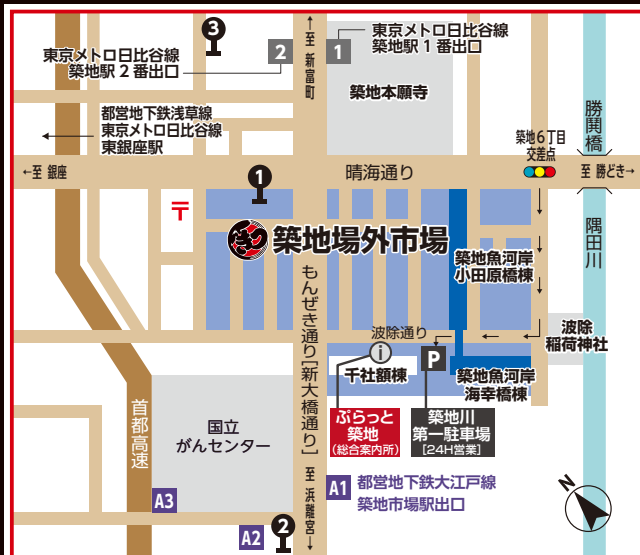 3
東京メトロ日比谷線
築地駅2番出口
2
←至 新富町
1
東京メトロ日比谷線
築地駅1番出口
築地本願寺
都営地下鉄浅草線
東京メトロ日比谷線
東銀座駅
←至 銀座
1
晴海通り
築地6丁目
交差点
勝鬨橋
至 勝どき→
〒
築地場外市場
隅田川
築地魚河岸
小田原橋棟
もんぜき通り[新大橋通り]
波除通り
波除
稲荷神社
i
千社額棟
P
築地魚河岸
海幸橋棟
ぷらっと
築地
(総合案内所)
築地川
第一駐車場
[24H営業]
首都高速
国立
がんセンター
A3
A2
2
至 浜離宮→
A1
都営地下鉄大江戸線
築地市場駅出口
N